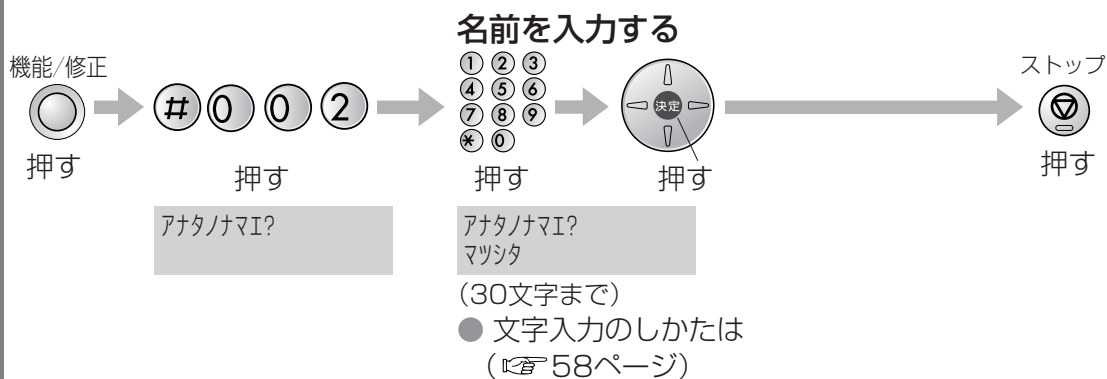 名前を入力する
機能/修正
ストップ
# 0 0 2
1 2 3
4 5 6
7 8 9
* 0
決定
押す
押す
押す
押す
押す
アナタノナマエ?
アナタノナマエ?
マツシタ
(30文字まで)
● 文字入力のしかたは
(☞58ページ)